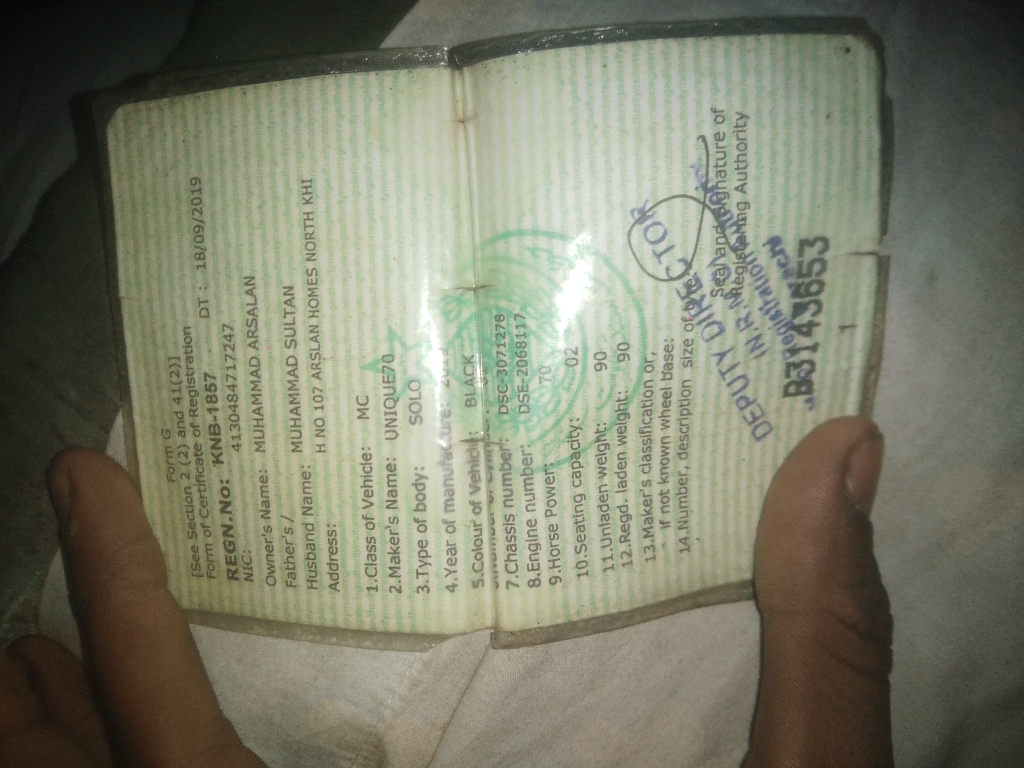 Form G
[See Section 2 (2) and 41(2)]
Form of Certificate of Registration
REGN.No: KNB-1857 DT : 18/09/2019
NIC: 4130484717247
Owner's Name: MUHAMMAD ARSALAN
Father's /
Husband Name: MUHAMMAD SULTAN
Address: H NO 107 ARSLAN HOMES NORTH KHI
1.Class of Vehicle: MC
2.Maker's Name: UNIQUE70
3.Type of body: SOLO
4.Year of manufacture:
5.Colour of Vehicle: BLACK
7.Chassis number: DSC-3071278
8.Engine number: DSE-2068117
9.Horse Power: 70
10.Seating capacity: 02
11.Unladen weight: 90
12.Regd. laden weight: 90
13.Maker's classification or,
if not known wheel base:
14.Number, description size of
DEPUTY DIRECTOR
Seal and Signature of
Registering Authority
B3143653
1